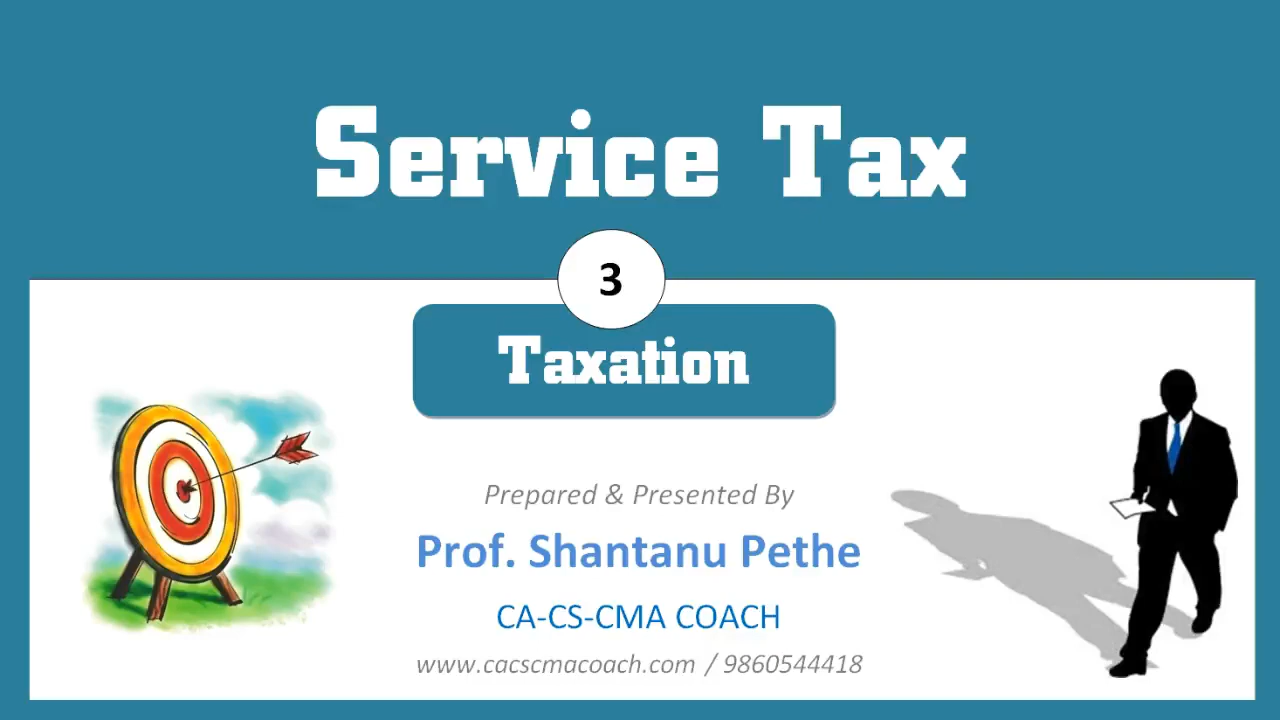 Service Tax
3
Taxation
Prepared & Presented By
Prof. Shantanu Pethe
CA-CS-CMA COACH
www.cacscmacoach.com / 9860544418